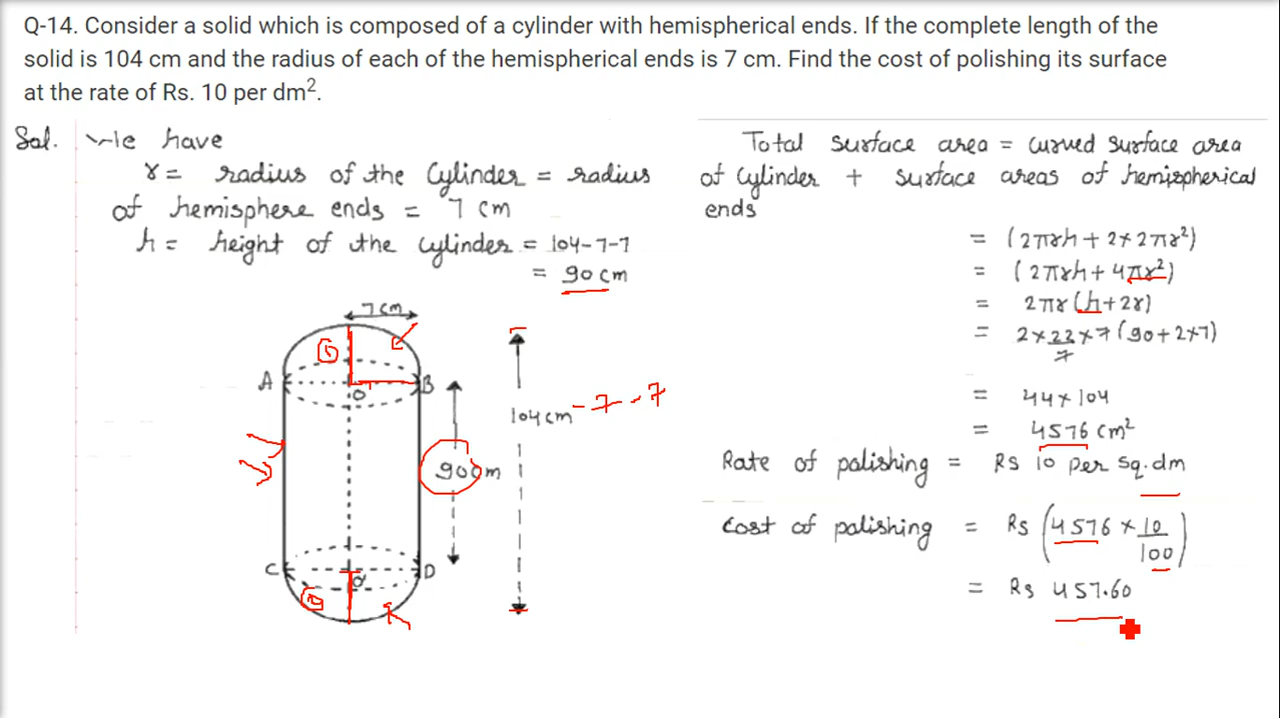 Q-14. Consider a solid which is composed of a cylinder with hemispherical ends. If the complete length of the
solid is 104 cm and the radius of each of the hemispherical ends is 7 cm. Find the cost of polishing its surface
at the rate of Rs. 10 per dm².
Sol. We have
r = radius of the Cylinder = radius
of hemisphere ends = 7 cm
h = height of the cylinder = 104-7-7
= 90 cm
7 cm
A B
O
104cm -7 -7
90cm
C O' D
Total surface area = curved surface area
of cylinder + surface areas of hemispherical
ends
= (2πrh + 2×2πr²)
= (2πrh + 4πr²)
= 2πr (h+2r)
= 2×22/7×7 (90+2×7)
= 44×104
= 4576 cm²
Rate of polishing = Rs 10 per sq.dm
Cost of polishing = Rs (4576 × 10/100)
= Rs 457.60